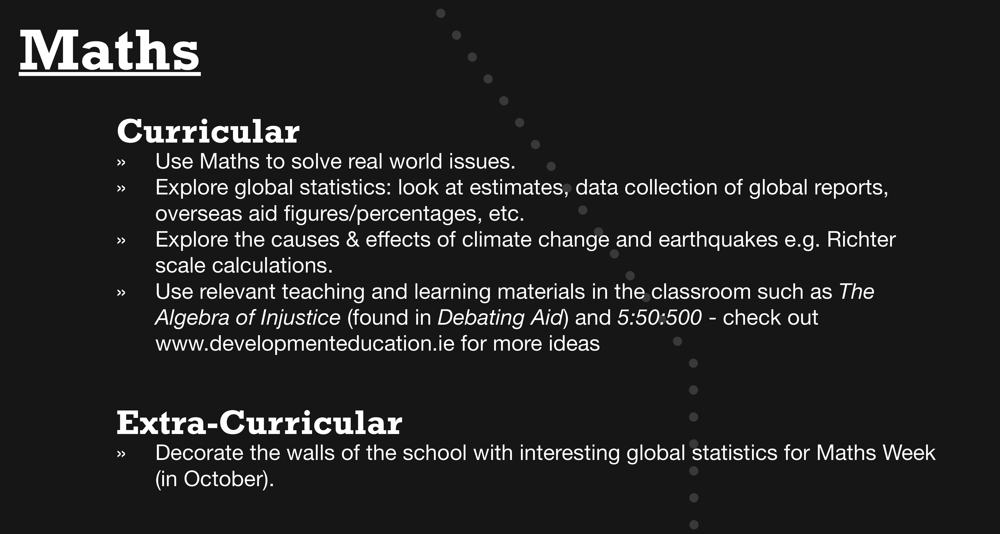 Maths
Curricular
» Use Maths to solve real world issues.
» Explore global statistics: look at estimates, data collection of global reports,
overseas aid figures/percentages, etc.
» Explore the causes & effects of climate change and earthquakes e.g. Richter
scale calculations.
» Use relevant teaching and learning materials in the classroom such as The
Algebra of Injustice (found in Debating Aid) and 5:50:500 - check out
www.developmenteducation.ie for more ideas
Extra-Curricular
» Decorate the walls of the school with interesting global statistics for Maths Week
(in October).